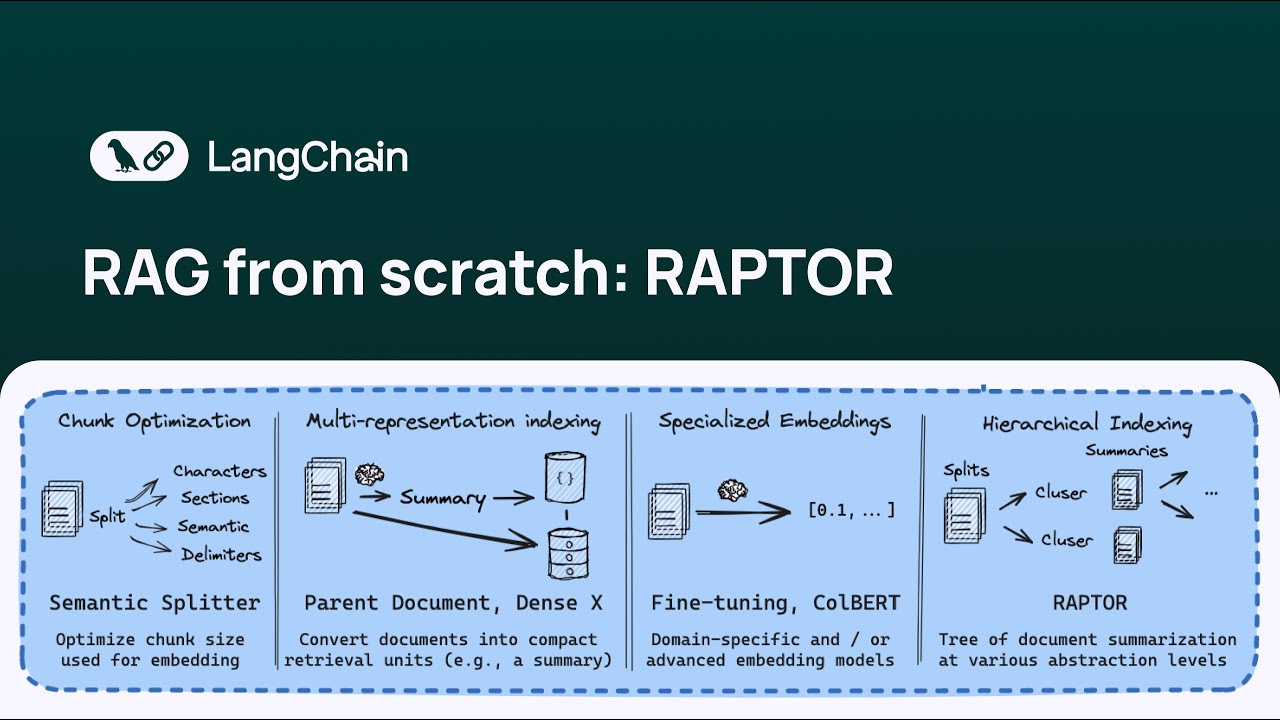 LangChain
RAG from scratch: RAPTOR
Chunk Optimization
Split
Characters
Sections
Semantic
Delimiters
Semantic Splitter
Optimize chunk size
used for embedding
Multi-representation indexing
Summary
{}
Parent Document, Dense X
Convert documents into compact
retrieval units (e.g., a summary)
Specialized Embeddings
[0.1, ...]
Fine-tuning, ColBERT
Domain-specific and / or
advanced embedding models
Hierarchical Indexing
Splits
Summaries
Cluser
Cluser
...
RAPTOR
Tree of document summarization
at various abstraction levels